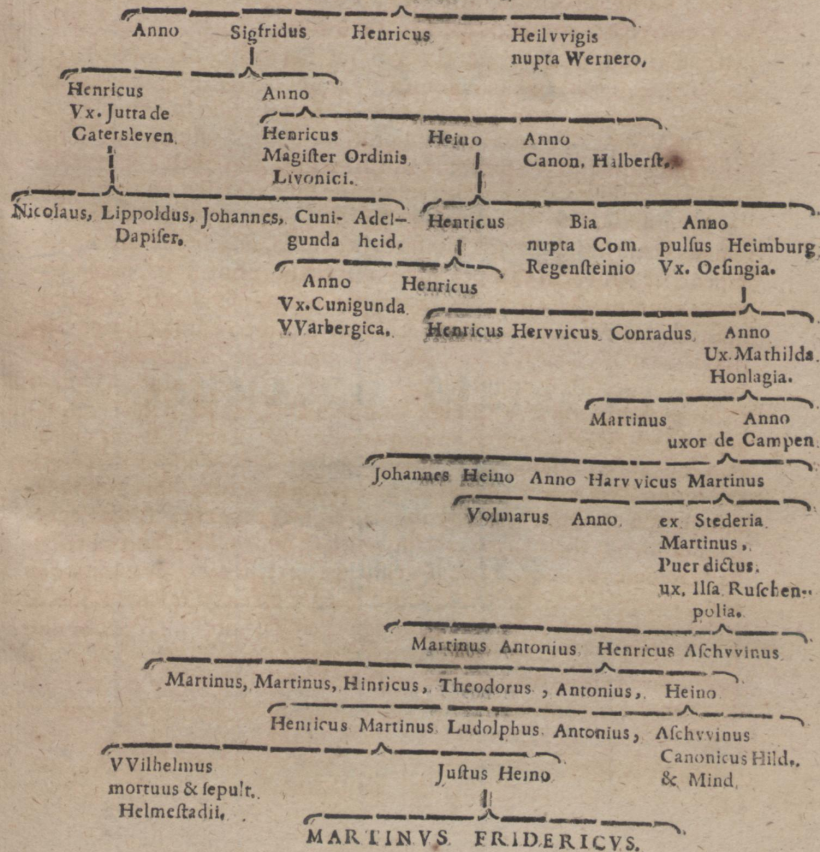 Anno Sigfridus Henricus Heilvvigis
nupta Wernero,
Henricus Anno
Vx. Jutta de
Gatersleven
Henricus Heino Anno
Magiſter Ordinis Canon. Halberſt.
Livonici.
Nicolaus, Lippoldus, Johannes, Cuni- Adel-
Dapifer, gunda heid.
Henricus Bia Anno
nupta Com pulſus Heimburg
Regenſteinio Vx. Oeſingia.
Anno Henricus
Vx. Cunigunda
VVarbergica.
Henricus Hervvicus Conradus Anno
Ux. Mathilda
Honlagia.
Martinus Anno
uxor de Campen
Johannes Heino Anno Harvvicus Martinus
Volmarus Anno ex Stederia
Martinus,
Puer dictus.
ux. Ilſa Ruſchen-
polia.
Martinus Antonius Henricus Aſchvvinus
Martinus, Martinus, Hinricus, Theodorus, Antonius, Heino
Henricus Martinus Ludolphus Antonius, Aſchvvinus
Canonicus Hild.
& Mind.
VVilhelmus Juſtus Heino
mortuus & ſepult.
Helmeſtadii.
MARTINVS FRIDERICVS.